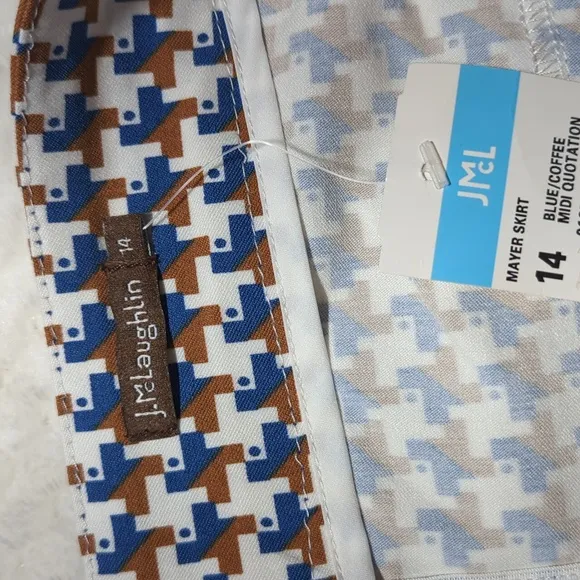 14
J.McLaughlin
JMcL
MAYER SKIRT
14
BLUE/COFFEE
MIDI QUOTATION